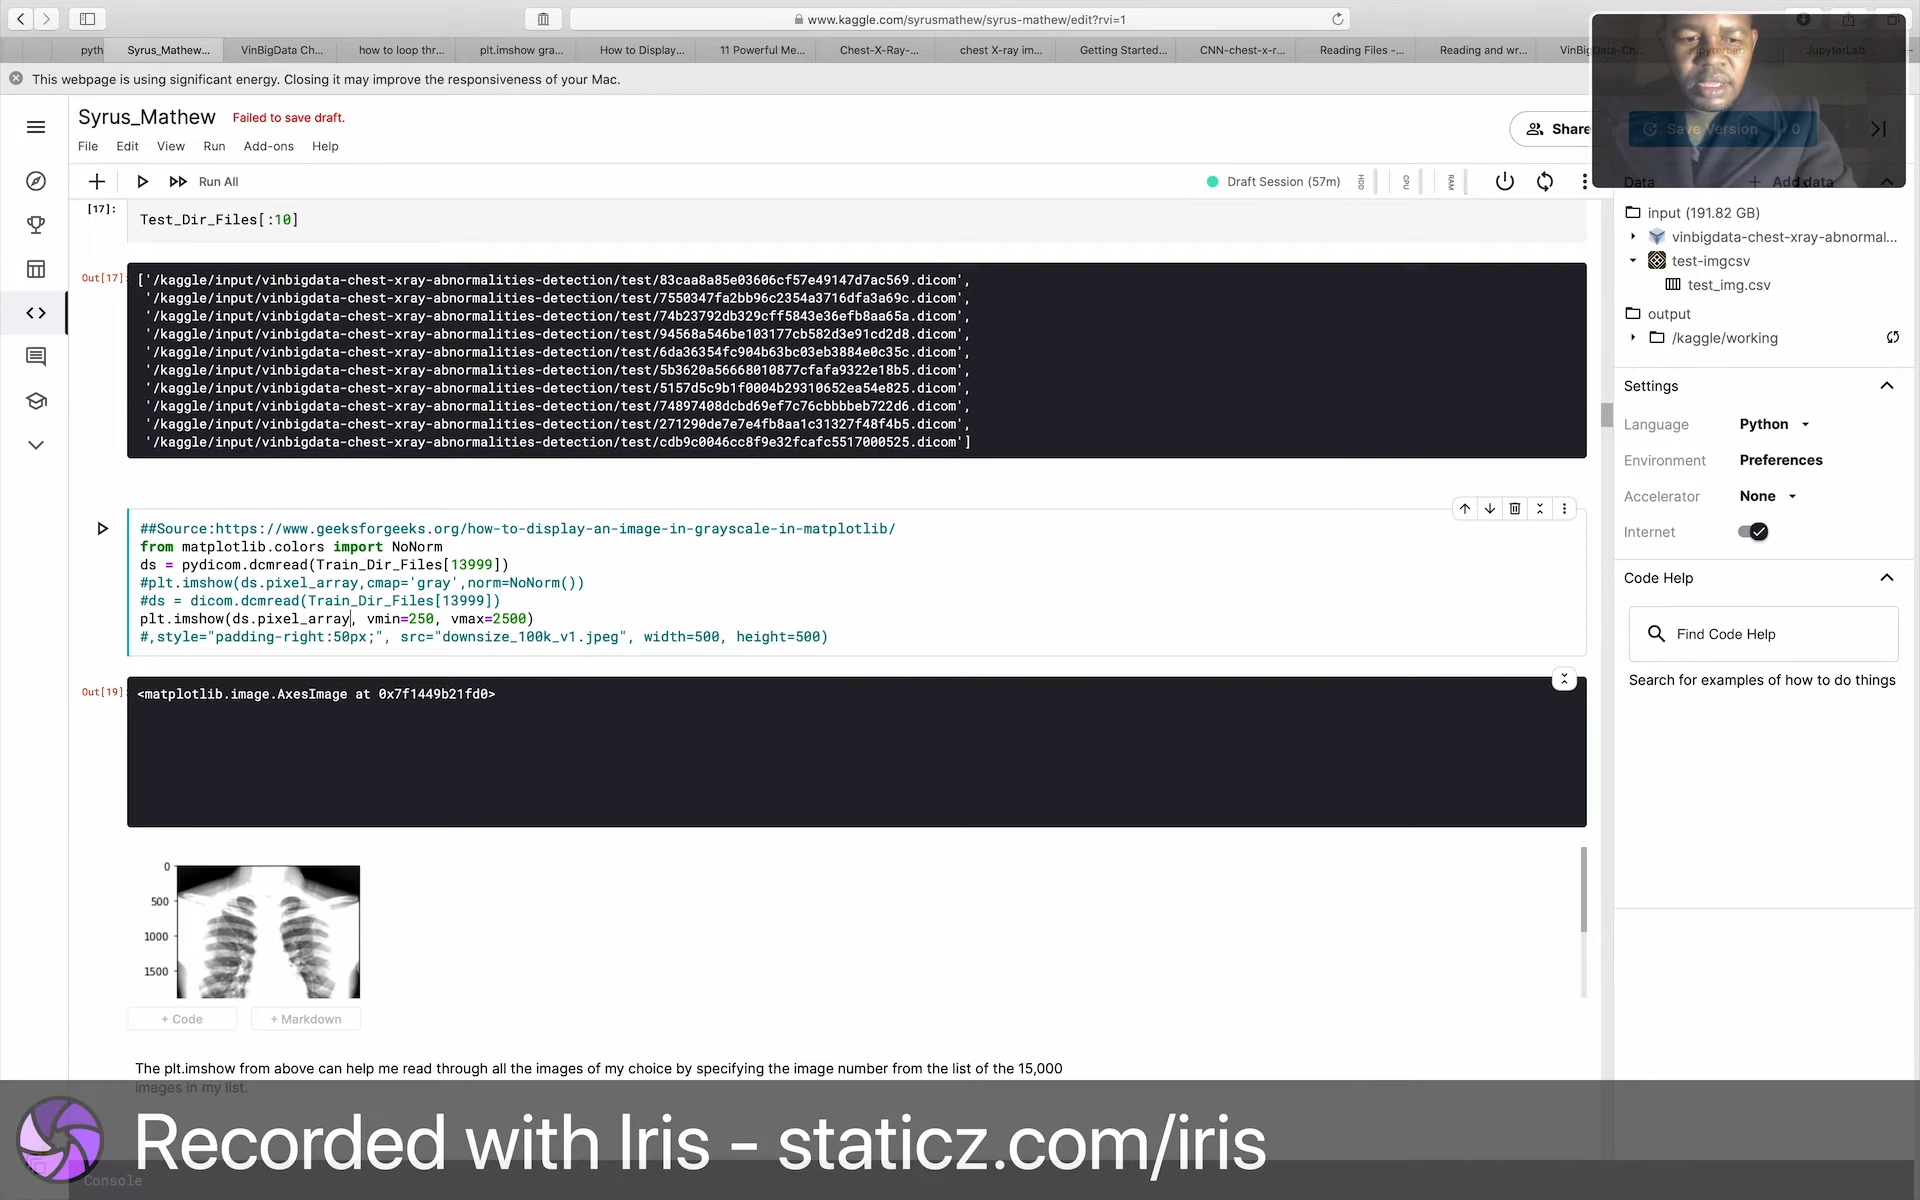 www.kaggle.com/syrusmathew/syrus-mathew/edit?rvi=1
pyth
Syrus_Mathew...
VinBigData Ch...
how to loop thr...
plt.imshow gra...
How to Display...
11 Powerful Me...
Chest-X-Ray-...
chest X-ray im...
Getting Started...
CNN-chest-x-r...
Reading Files -...
Reading and wr...
VinBigData-Ch...
JupyterLab
JupyterLab
This webpage is using significant energy. Closing it may improve the responsiveness of your Mac.
Syrus_Mathew
Failed to save draft.
File Edit View Run Add-ons Help
Share
Save Version 0
Run All
Draft Session (57m)
HDD
CPU
RAM
Data
Add data
[17]:
Test_Dir_Files[:10]
Out[17]:
['/kaggle/input/vinbigdata-chest-xray-abnormalities-detection/test/83caa8a85e03606cf57e49147d7ac569.dicom',
'/kaggle/input/vinbigdata-chest-xray-abnormalities-detection/test/7550347fa2bb96c2354a3716dfa3a69c.dicom',
'/kaggle/input/vinbigdata-chest-xray-abnormalities-detection/test/74b23792db329cff5843e36efb8aa65a.dicom',
'/kaggle/input/vinbigdata-chest-xray-abnormalities-detection/test/94568a546be103177cb582d3e91cd2d8.dicom',
'/kaggle/input/vinbigdata-chest-xray-abnormalities-detection/test/6da36354fc904b63bc03eb3884e0c35c.dicom',
'/kaggle/input/vinbigdata-chest-xray-abnormalities-detection/test/5b3620a56668010877cfafa9322e18b5.dicom',
'/kaggle/input/vinbigdata-chest-xray-abnormalities-detection/test/5157d5c9b1f0004b29310652ea54e825.dicom',
'/kaggle/input/vinbigdata-chest-xray-abnormalities-detection/test/74897408dcbd69ef7c76cbbbbeb722d6.dicom',
'/kaggle/input/vinbigdata-chest-xray-abnormalities-detection/test/271290de7e7e4fb8aa1c31327f48f4b5.dicom',
'/kaggle/input/vinbigdata-chest-xray-abnormalities-detection/test/cdb9c0046cc8f9e32fcafc5517000525.dicom']
##Source:https://www.geeksforgeeks.org/how-to-display-an-image-in-grayscale-in-matplotlib/
from matplotlib.colors import NoNorm
ds = pydicom.dcmread(Train_Dir_Files[13999])
#plt.imshow(ds.pixel_array,cmap='gray',norm=NoNorm())
#ds = dicom.dcmread(Train_Dir_Files[13999])
plt.imshow(ds.pixel_array, vmin=250, vmax=2500)
#,style="padding-right:50px;", src="downsize_100k_v1.jpeg", width=500, height=500)
Out[19]:
<matplotlib.image.AxesImage at 0x7f1449b21fd0>
0
500
1000
1500
+ Code
+ Markdown
The plt.imshow from above can help me read through all the images of my choice by specifying the image number from the list of the 15,000
images in my list.
input (191.82 GB)
vinbigdata-chest-xray-abnormal...
test-imgcsv
test_img.csv
output
/kaggle/working
Settings
Language Python
Environment Preferences
Accelerator None
Internet
Code Help
Find Code Help
Search for examples of how to do things
Recorded with Iris - staticz.com/iris
Console